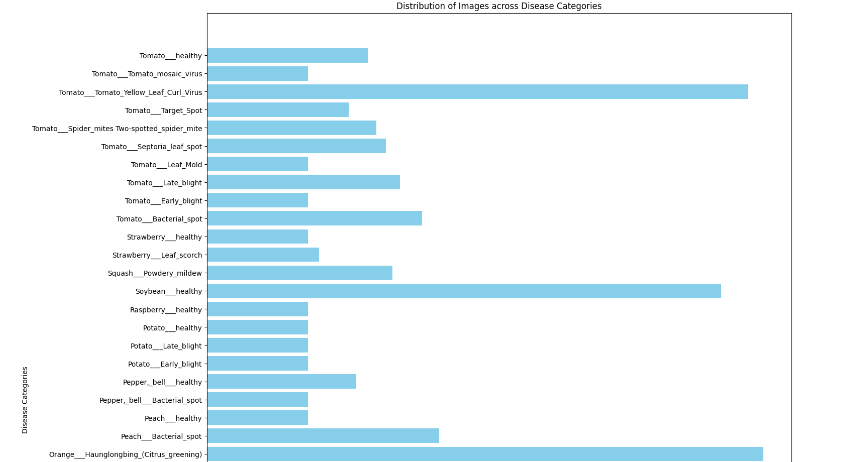 Distribution of Images across Disease Categories
Tomato___healthy
Tomato___Tomato_mosaic_virus
Tomato___Tomato_Yellow_Leaf_Curl_Virus
Tomato___Target_Spot
Tomato___Spider_mites Two-spotted_spider_mite
Tomato___Septoria_leaf_spot
Tomato___Leaf_Mold
Tomato___Late_blight
Tomato___Early_blight
Tomato___Bacterial_spot
Strawberry___healthy
Strawberry___Leaf_scorch
Squash___Powdery_mildew
Soybean___healthy
Raspberry___healthy
Potato___healthy
Potato___Late_blight
Potato___Early_blight
Pepper,_bell___healthy
Pepper,_bell___Bacterial_spot
Peach___healthy
Peach___Bacterial_spot
Orange___Haunglongbing_(Citrus_greening)
Disease Categories